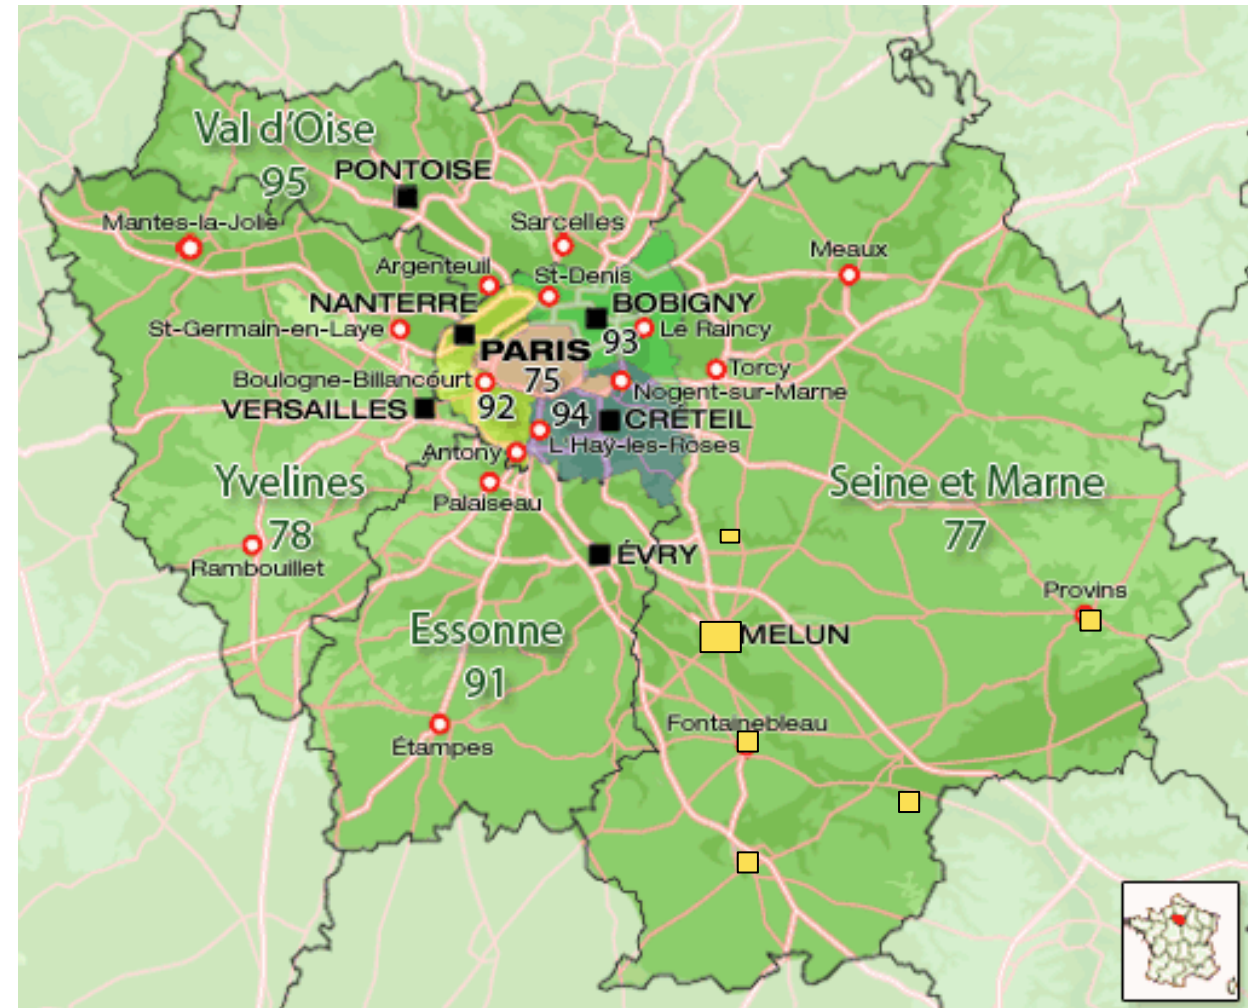 Val d'Oise
95
PONTOISE
Mantes-la-Jolie
Sarcelles
Argenteuil
St-Denis
Meaux
NANTERRE
BOBIGNY
St-Germain-en-Laye
Le Raincy
93
PARIS
75
Torcy
Boulogne-Billancourt
Nogent-sur-Marne
92
VERSAILLES
94
CRÉTEIL
L'Haÿ-les-Roses
Antony
Yvelines
78
Seine et Marne
77
Palaiseau
ÉVRY
Rambouillet
Provins
Essonne
91
MELUN
Fontainebleau
Étampes